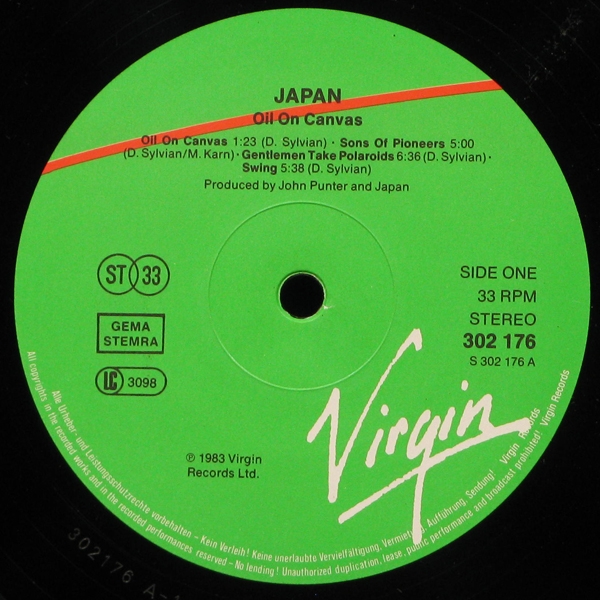 JAPAN
Oil On Canvas
Oil On Canvas 1:23 (D. Sylvian) · Sons Of Pioneers 5:00
(D. Sylvian/M. Karn) · Gentlemen Take Polaroids 6:36 (D. Sylvian) ·
Swing 5:38 (D. Sylvian)
Produced by John Punter and Japan
ST 33
GEMA
STEMRA
LC 3098
SIDE ONE
33 RPM
STEREO
302 176
S 302 176 A
℗ 1983 Virgin
Records Ltd.
Virgin
Alle Urheber- und Leistungsschutzrechte vorbehalten – Kein Verleih! Keine unerlaubte Vervielfältigung, Vermietung, Aufführung, Sendung! Virgin Records
All copyrights in the recorded works and in the recorded performances reserved – No lending! Unauthorized duplication, lease, public performance and broadcast prohibited! Virgin Records
302176 A-